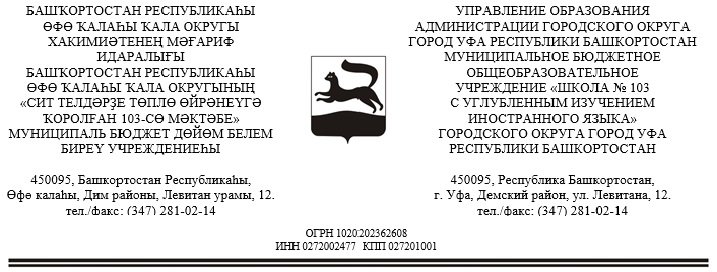 БАШҠОРТОСТАН РЕСПУБЛИКАҺЫ
ӨФӨ ҠАЛАҺЫ ҠАЛА ОКРУГЫ
ХАКИМИӘТЕНЕҢ МӘҒАРИФ
ИДАРАЛЫҒЫ
БАШҠОРТОСТАН РЕСПУБЛИКАҺЫ
ӨФӨ ҠАЛАҺЫ ҠАЛА ОКРУГЫНЫҢ
«СИТ ТЕЛДӘРҘЕ ТӨПЛӨ ӨЙРӘНЕҮГӘ
ҠОРОЛҒАН 103-СӨ МӘКТӘБЕ»
МУНИЦИПАЛЬ БЮДЖЕТ ДӨЙӨМ БЕЛЕМ
БИРЕҮ УЧРЕЖДЕНИЕҺЫ
450095, Башҡортостан Республикаһы,
Өфө ҡалаһы, Дим районы, Левитан урамы, 12.
тел./факс: (347) 281-02-14
УПРАВЛЕНИЕ ОБРАЗОВАНИЯ
АДМИНИСТРАЦИИ ГОРОДСКОГО ОКРУГА
ГОРОД УФА РЕСПУБЛИКИ БАШКОРТОСТАН
МУНИЦИПАЛЬНОЕ БЮДЖЕТНОЕ
ОБЩЕОБРАЗОВАТЕЛЬНОЕ
УЧРЕЖДЕНИЕ «ШКОЛА № 103
С УГЛУБЛЕННЫМ ИЗУЧЕНИЕМ
ИНОСТРАННОГО ЯЗЫКА»
ГОРОДСКОГО ОКРУГА ГОРОД УФА
РЕСПУБЛИКИ БАШКОРТОСТАН
450095, Республика Башкортостан,
г. Уфа, Демский район, ул. Левитана, 12.
тел./факс: (347) 281-02-14
ОГРН 1020202362608
ИНН 0272002477 КПП 027201001